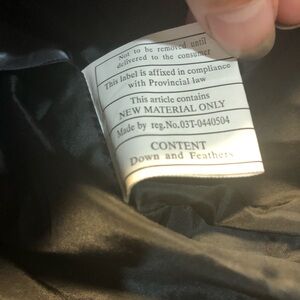 Not to be removed until
delivered to the consumer
This label is affixed in compliance
with Provincial law
This article contains
NEW MATERIAL ONLY
Made by reg.No.03T-0440504
CONTENT
Down and Feathers